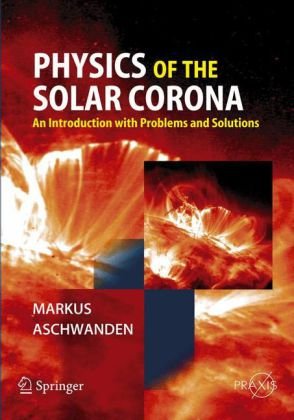 PHYSICS OF THE
SOLAR CORONA
An Introduction with Problems and Solutions
MARKUS
ASCHWANDEN
Springer
PRAXIS